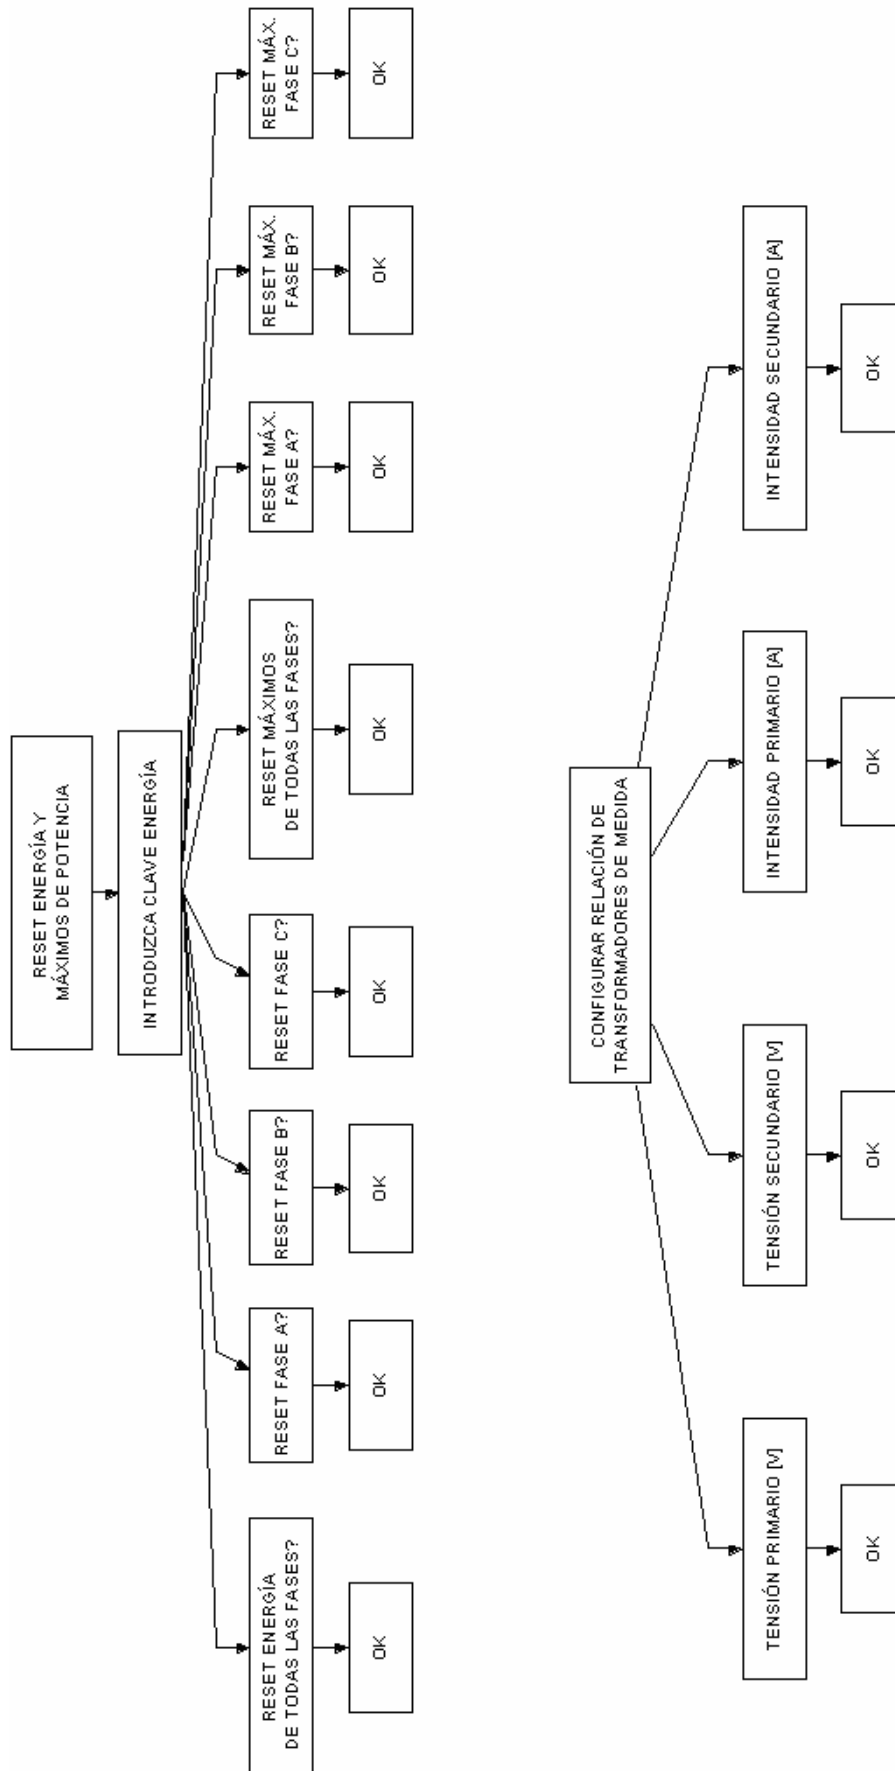 RESET ENERGÍA Y
MÁXIMOS DE POTENCIA
INTRODUZCA CLAVE ENERGÍA
RESET ENERGÍA
DE TODAS LAS FASES?
RESET FASE A?
RESET FASE B?
RESET FASE C?
RESET MÁXIMOS
DE TODAS LAS FASES?
RESET MÁX.
FASE A?
RESET MÁX.
FASE B?
RESET MÁX.
FASE C?
OK
OK
OK
OK
OK
OK
OK
OK
CONFIGURAR RELACIÓN DE
TRANSFORMADORES DE MEDIDA
TENSIÓN PRIMARIO [V]
TENSIÓN SECUNDARIO [V]
INTENSIDAD PRIMARIO [A]
INTENSIDAD SECUNDARIO [A]
OK
OK
OK
OK